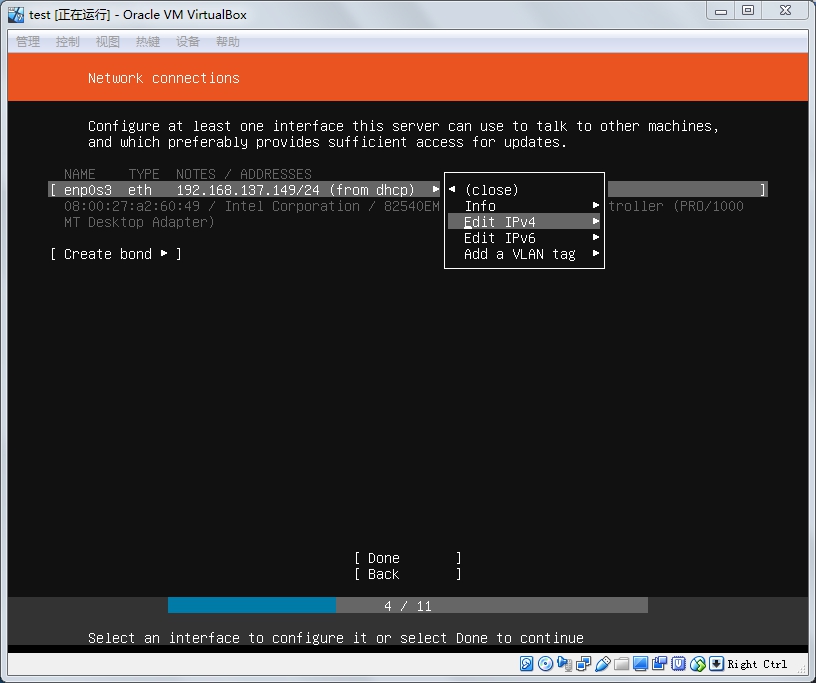 test [正在运行] - Oracle VM VirtualBox
管理 控制 视图 热键 设备 帮助
Network connections
Configure at least one interface this server can use to talk to other machines,
and which preferably provides sufficient access for updates.
NAME TYPE NOTES / ADDRESSES
[ enp0s3 eth 192.168.137.149/24 (from dhcp) ▸ ◂ (close) ]
08:00:27:a2:60:49 / Intel Corporation / 82540EM Info ▸ troller (PRO/1000
MT Desktop Adapter) Edit IPv4 ▸
Edit IPv6 ▸
[ Create bond ▸ ] Add a VLAN tag ▸
[ Done ]
[ Back ]
4 / 11
Select an interface to configure it or select Done to continue
Right Ctrl